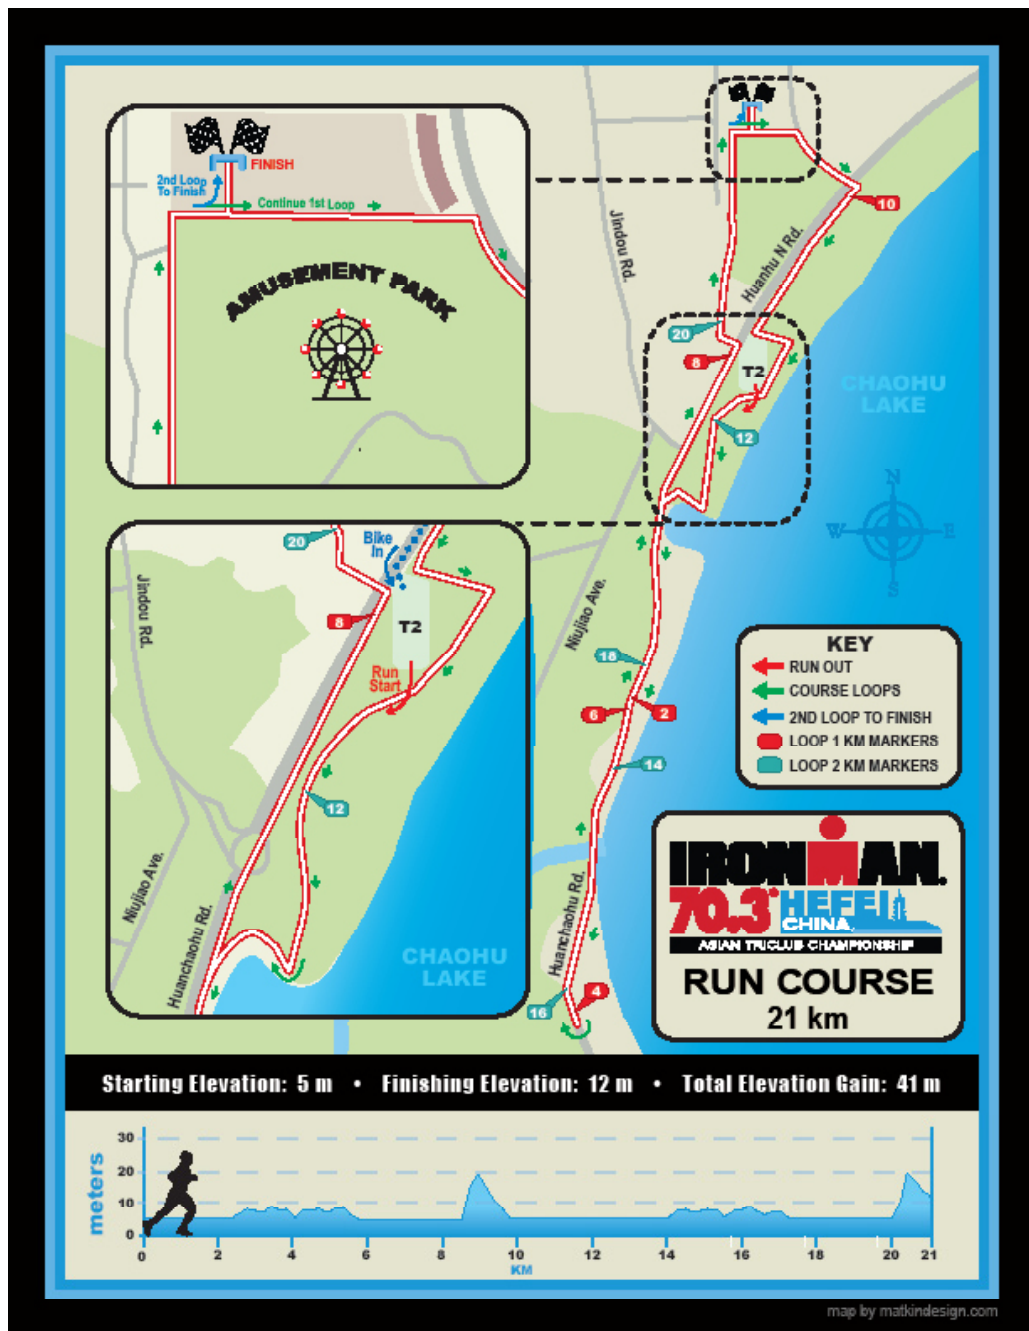 FINISH
2nd Loop
To Finish
Continue 1st Loop
AMUSEMENT PARK
Jindou Rd.
Huanhu N Rd.
10
20
8
T2
12
CHAOHU
LAKE
N
W
E
S
Niujiao Ave.
18
6
2
14
Huanchaohu Rd.
4
16
20
Bike
In
Jindou Rd.
8
T2
Run
Start
12
Niujiao Ave.
Huanchaohu Rd.
CHAOHU
LAKE
KEY
RUN OUT
COURSE LOOPS
2ND LOOP TO FINISH
LOOP 1 KM MARKERS
LOOP 2 KM MARKERS
IRONMAN.
70.3 HEFEI
CHINA
ASIAN TRICLUB CHAMPIONSHIP
RUN COURSE
21 km
Starting Elevation: 5 m • Finishing Elevation: 12 m • Total Elevation Gain: 41 m
meters
30
20
10
0
0 2 4 6 8 10 12 14 16 18 20 21
KM
map by matkindesign.com